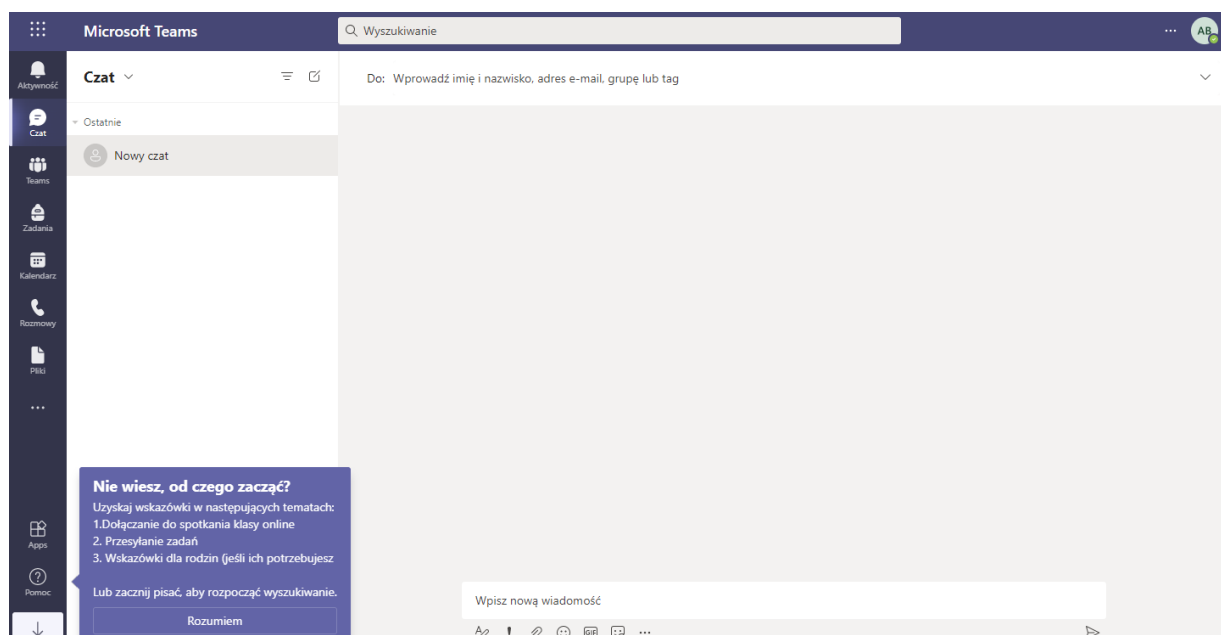 Microsoft Teams
Wyszukiwanie
AB
Aktywność
Czat
Teams
Zadania
Kalendarz
Rozmowy
Pliki
Apps
Pomoc
Czat
Ostatnie
Nowy czat
Do: Wprowadź imię i nazwisko, adres e-mail, grupę lub tag
Nie wiesz, od czego zacząć?
Uzyskaj wskazówki w następujących tematach:
1.Dołączanie do spotkania klasy online
2. Przesyłanie zadań
3. Wskazówki dla rodzin (jeśli ich potrzebujesz
Lub zacznij pisać, aby rozpocząć wyszukiwanie.
Rozumiem
Wpisz nową wiadomość
GIF